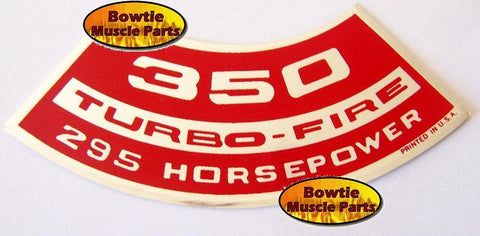 Bowtie
Muscle Parts
350
TURBO-FIRE
295 HORSEPOWER
PRINTED IN U.S.A.
Bowtie
Muscle Parts